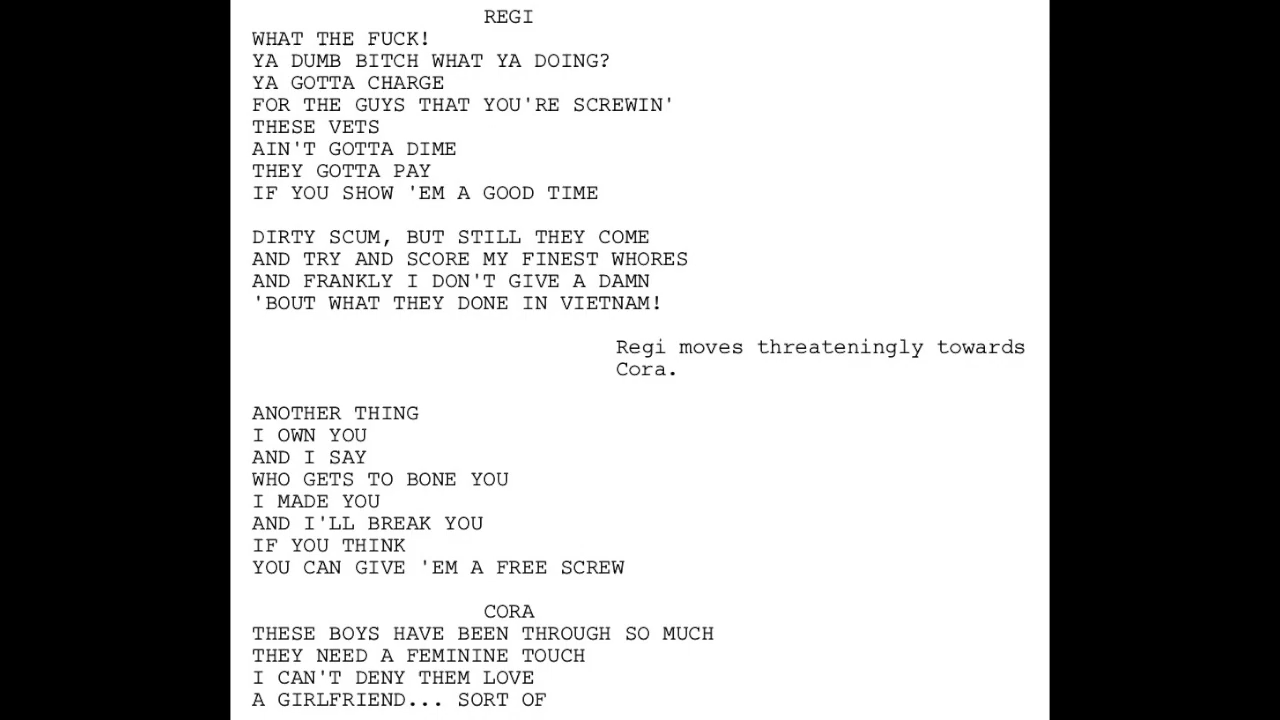 REGI
WHAT THE FUCK!
YA DUMB BITCH WHAT YA DOING?
YA GOTTA CHARGE
FOR THE GUYS THAT YOU'RE SCREWIN'
THESE VETS
AIN'T GOTTA DIME
THEY GOTTA PAY
IF YOU SHOW 'EM A GOOD TIME
DIRTY SCUM, BUT STILL THEY COME
AND TRY AND SCORE MY FINEST WHORES
AND FRANKLY I DON'T GIVE A DAMN
'BOUT WHAT THEY DONE IN VIETNAM!
Regi moves threateningly towards
Cora.
ANOTHER THING
I OWN YOU
AND I SAY
WHO GETS TO BONE YOU
I MADE YOU
AND I'LL BREAK YOU
IF YOU THINK
YOU CAN GIVE 'EM A FREE SCREW
CORA
THESE BOYS HAVE BEEN THROUGH SO MUCH
THEY NEED A FEMININE TOUCH
I CAN'T DENY THEM LOVE
A GIRLFRIEND... SORT OF